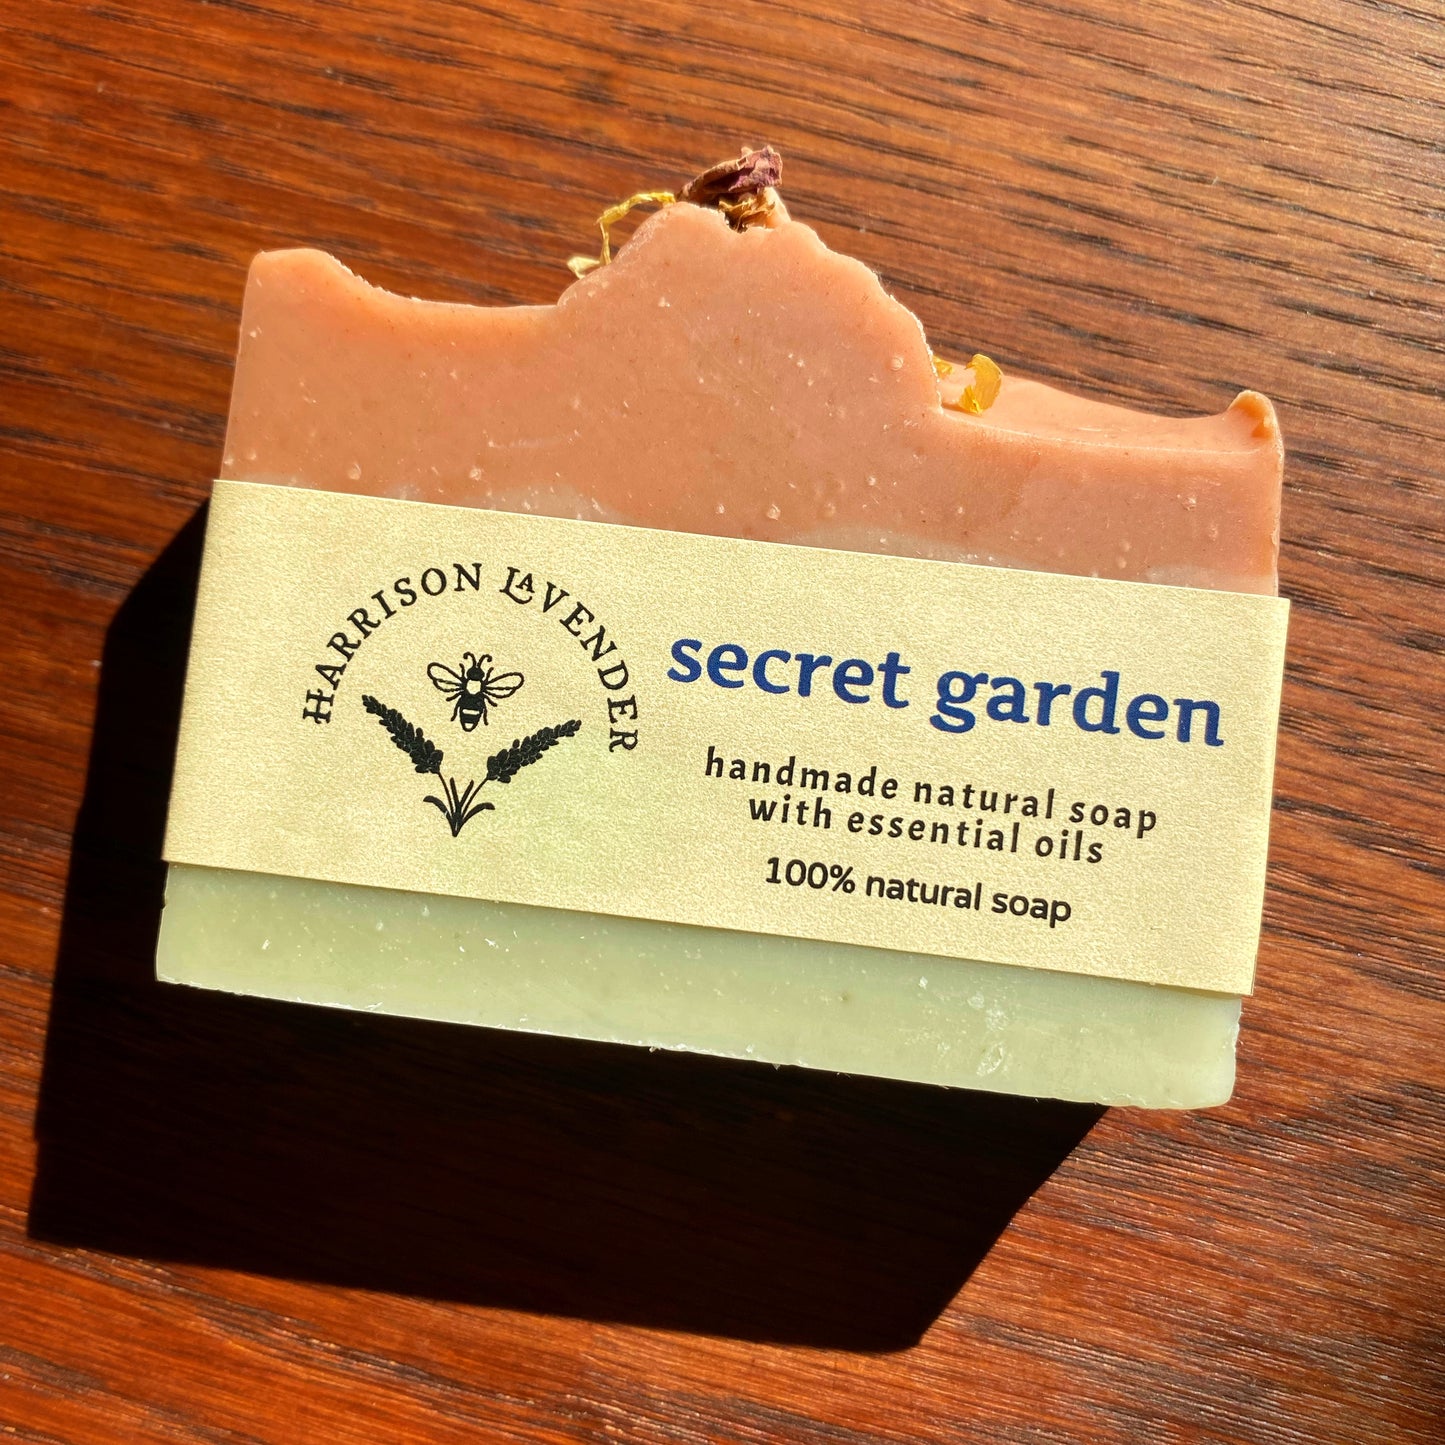 HARRISON LAVENDER
secret garden
handmade natural soap
with essential oils
100% natural soap